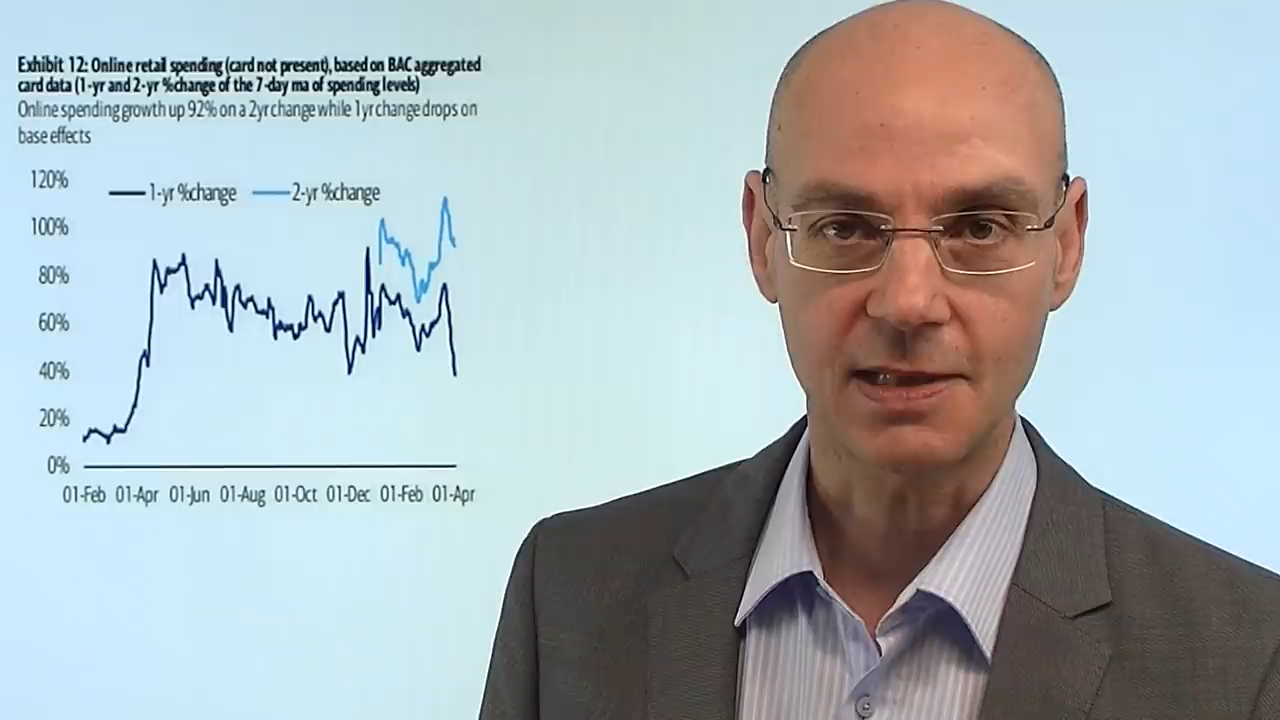 Exhibit 12: Online retail spending (card not present), based on BAC aggregated
card data (1-yr and 2-yr %change of the 7-day ma of spending levels)
Online spending growth up 92% on a 2yr change while 1yr change drops on
base effects
120%
1-yr %change 2-yr %change
100%
80%
60%
40%
20%
0%
01-Feb 01-Apr 01-Jun 01-Aug 01-Oct 01-Dec 01-Feb 01-Apr